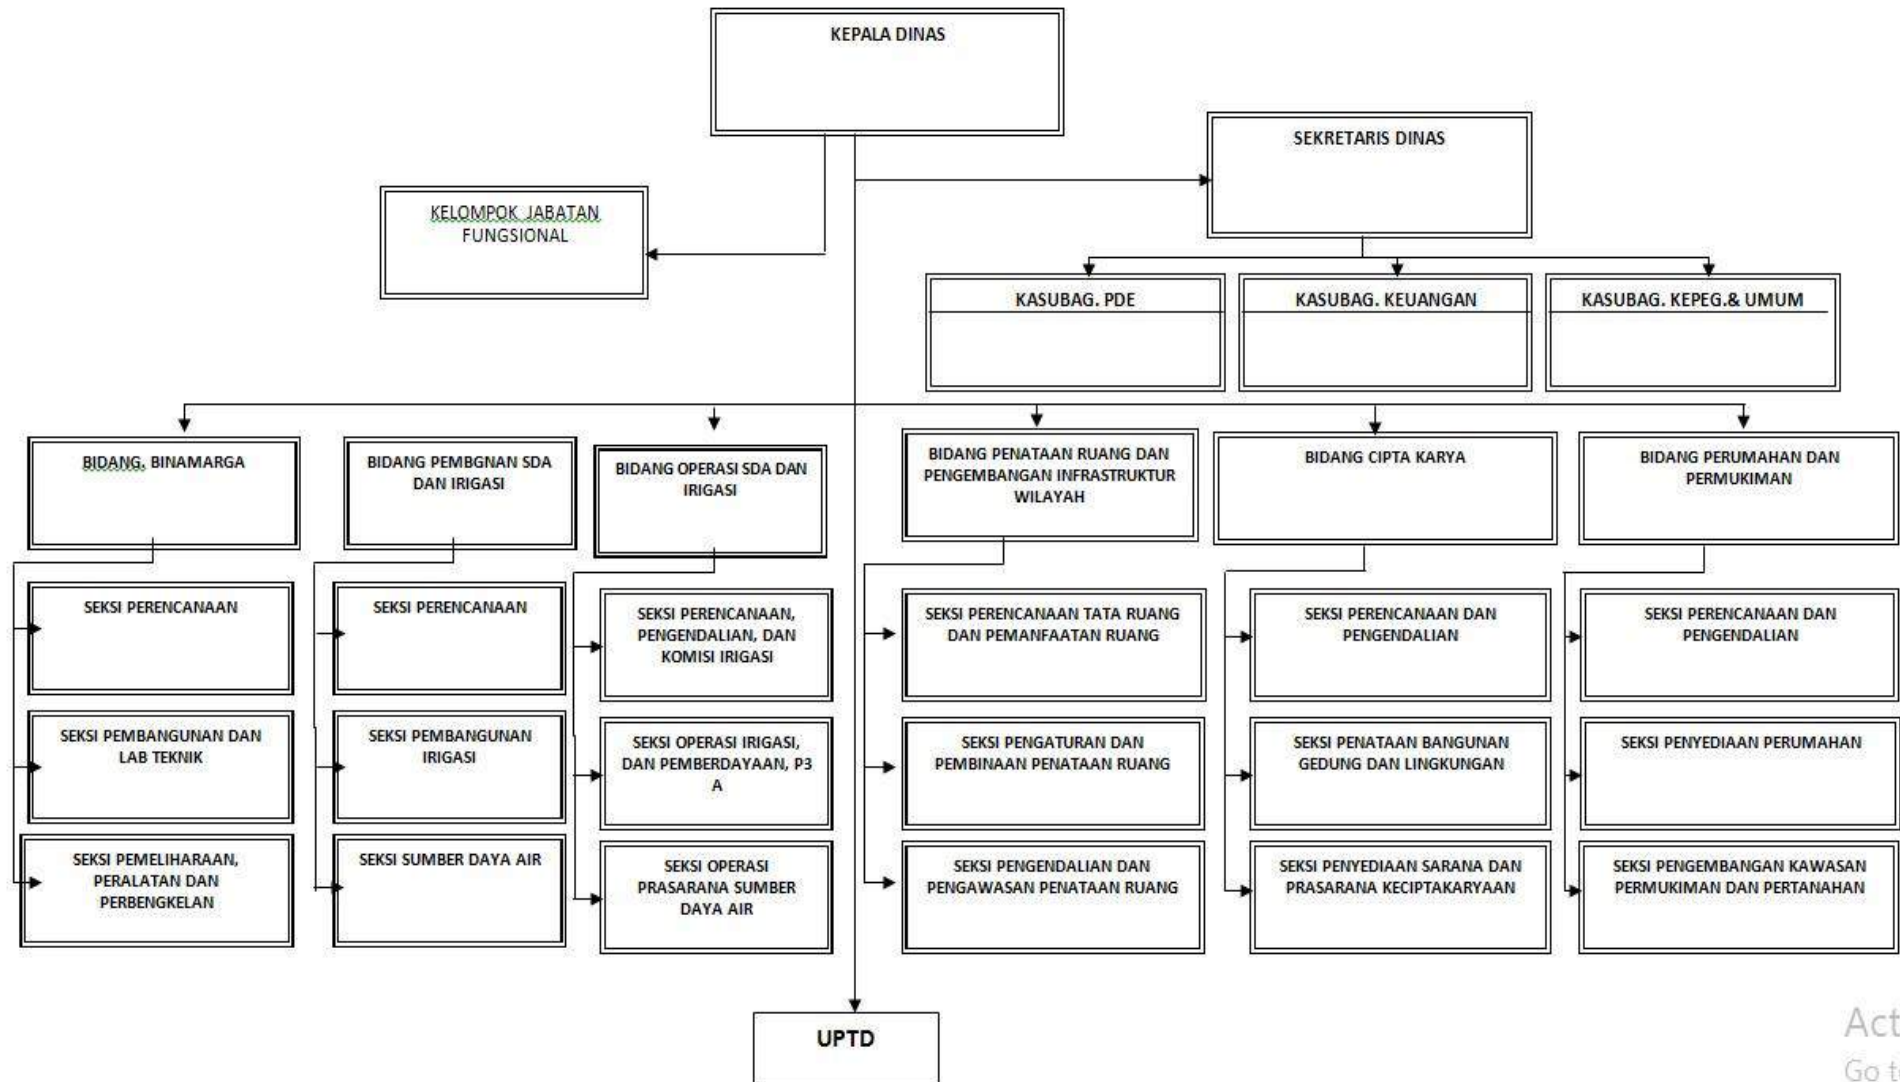 KEPALA DINAS
SEKRETARIS DINAS
KELOMPOK JABATAN
FUNGSIONAL
KASUBAG. PDE
KASUBAG. KEUANGAN
KASUBAG. KEPEG.& UMUM
BIDANG. BINAMARGA
BIDANG PEMBGNAN SDA
DAN IRIGASI
BIDANG OPERASI SDA DAN
IRIGASI
BIDANG PENATAAN RUANG DAN
PENGEMBANGAN INFRASTRUKTUR
WILAYAH
BIDANG CIPTA KARYA
BIDANG PERUMAHAN DAN
PERMUKIMAN
SEKSI PERENCANAAN
SEKSI PERENCANAAN
SEKSI PERENCANAAN,
PENGENDALIAN, DAN
KOMISI IRIGASI
SEKSI PERENCANAAN TATA RUANG
DAN PEMANFAATAN RUANG
SEKSI PERENCANAAN DAN
PENGENDALIAN
SEKSI PERENCANAAN DAN
PENGENDALIAN
SEKSI PEMBANGUNAN DAN
LAB TEKNIK
SEKSI PEMBANGUNAN
IRIGASI
SEKSI OPERASI IRIGASI,
DAN PEMBERDAYAAN, P3
A
SEKSI PENGATURAN DAN
PEMBINAAN PENATAAN RUANG
SEKSI PENATAAN BANGUNAN
GEDUNG DAN LINGKUNGAN
SEKSI PENYEDIAAN PERUMAHAN
SEKSI PEMELIHARAAN,
PERALATAN DAN
PERBENGKELAN
SEKSI SUMBER DAYA AIR
SEKSI OPERASI
PRASARANA SUMBER
DAYA AIR
SEKSI PENGENDALIAN DAN
PENGAWASAN PENATAAN RUANG
SEKSI PENYEDIAAN SARANA DAN
PRASARANA KECIPTAKARYAAN
SEKSI PENGEMBANGAN KAWASAN
PERMUKIMAN DAN PERTANAHAN
UPTD
Act
Go t